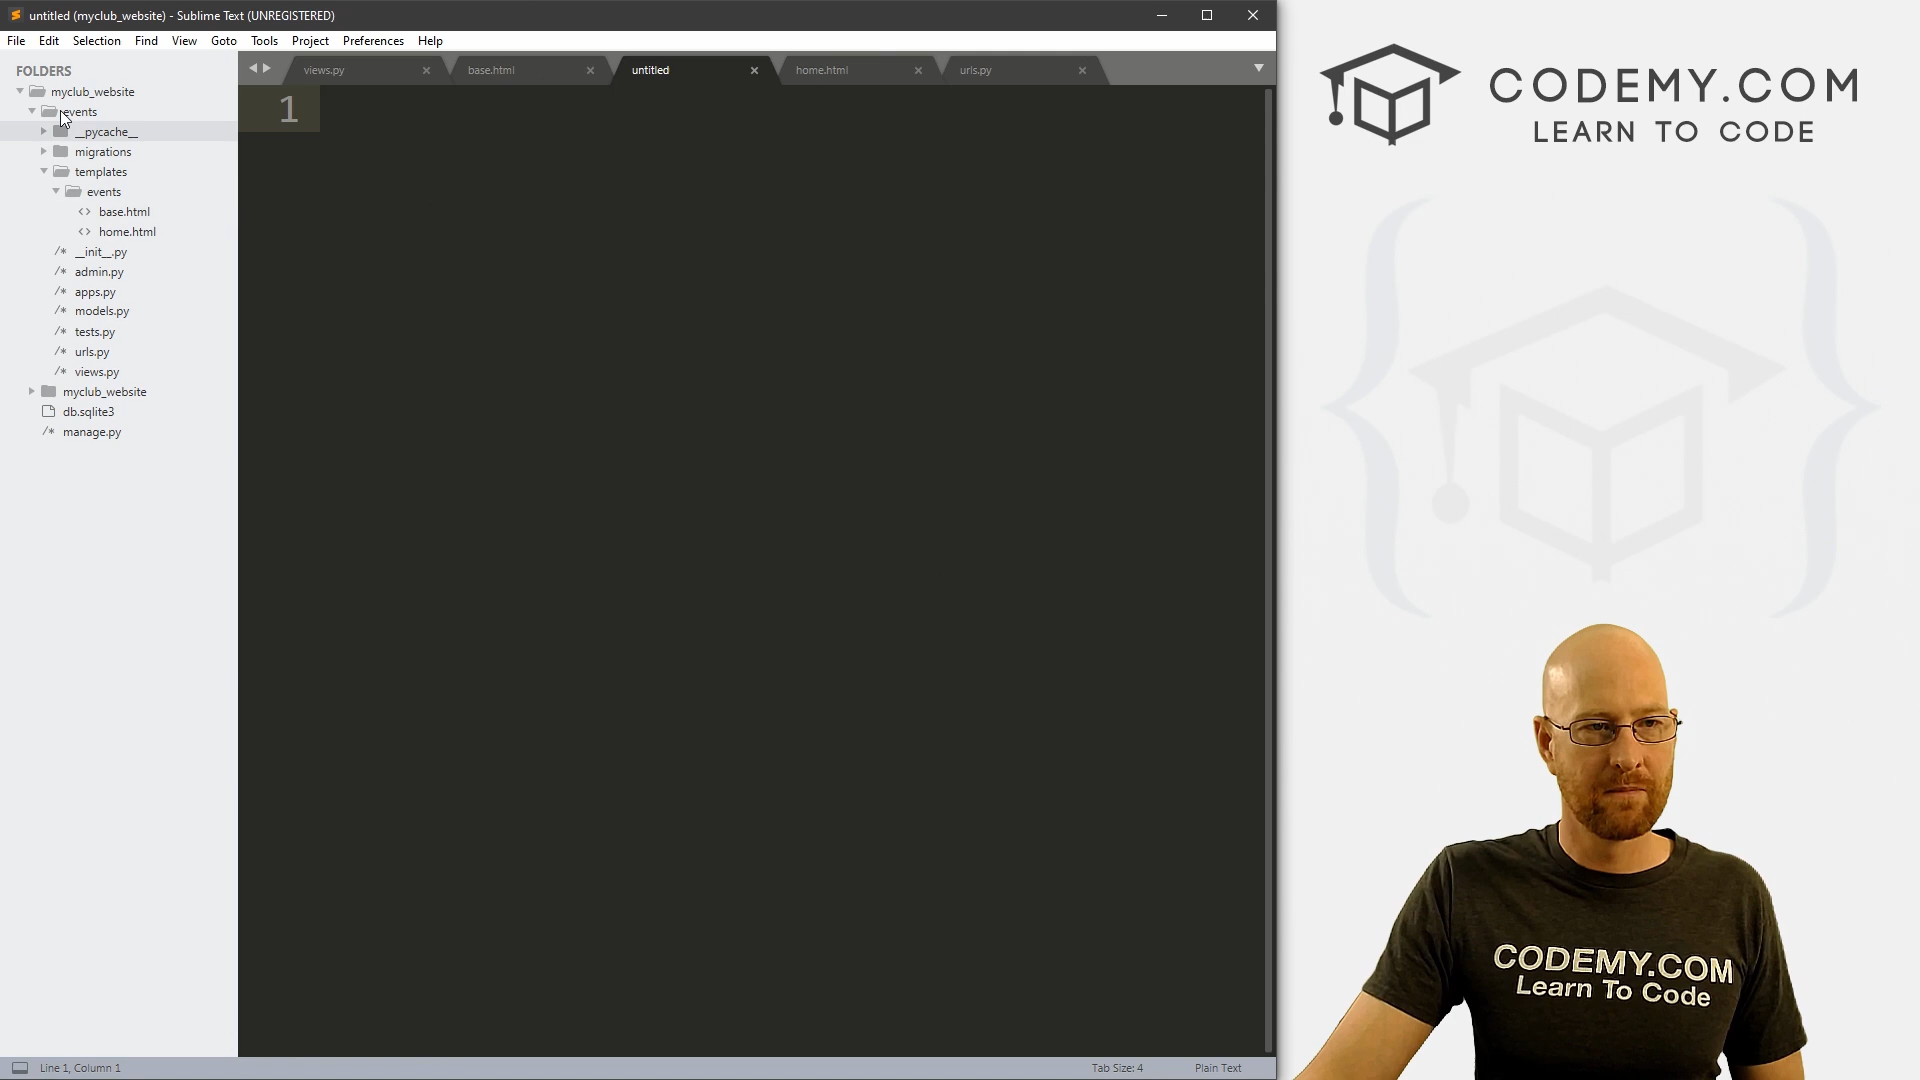 untitled (myclub_website) - Sublime Text (UNREGISTERED)
File Edit Selection Find View Goto Tools Project Preferences Help
FOLDERS
myclub_website
events
__pycache__
migrations
templates
events
base.html
home.html
__init__.py
admin.py
apps.py
models.py
tests.py
urls.py
views.py
myclub_website
db.sqlite3
manage.py
views.py base.html untitled home.html urls.py
1
Line 1, Column 1
Tab Size: 4
Plain Text
CODEMY.COM
LEARN TO CODE
CODEMY.COM
Learn To Code